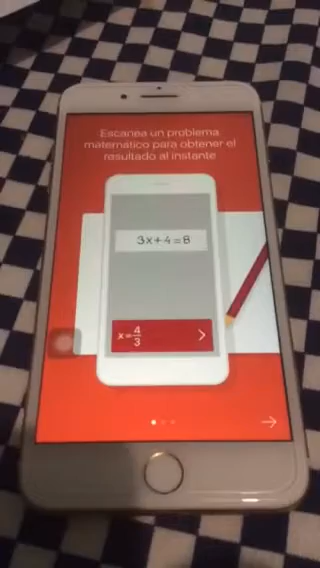 Escanea un problema
matemático para obtener el
resultado al instante
3x+4=8
x=4/3